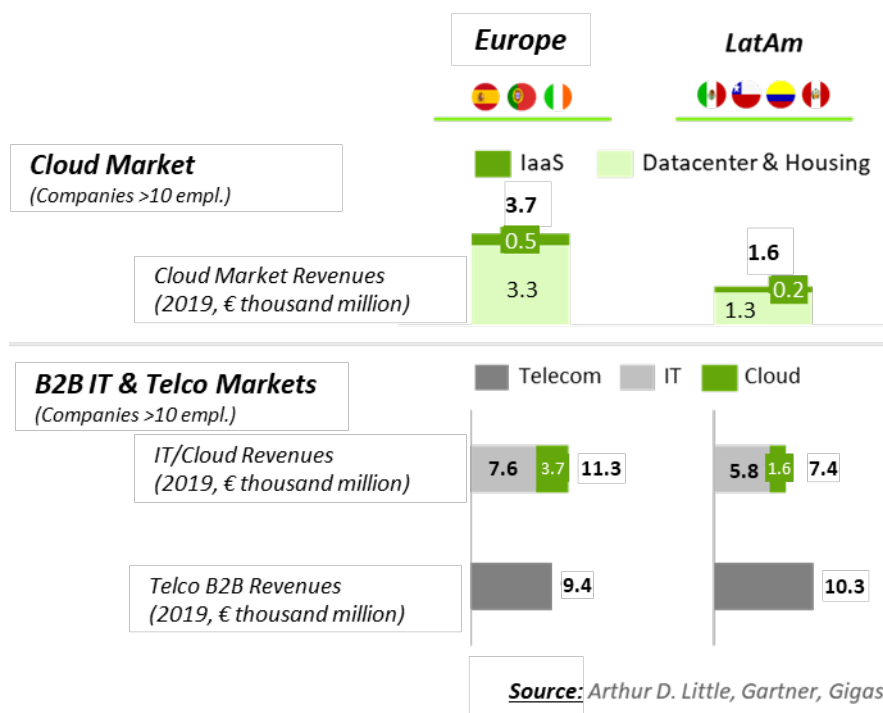 Europe
LatAm
Cloud Market
(Companies >10 empl.)
IaaS
Datacenter & Housing
3.7
0.5
3.3
1.6
0.2
1.3
Cloud Market Revenues
(2019, € thousand million)
B2B IT & Telco Markets
(Companies >10 empl.)
Telecom
IT
Cloud
IT/Cloud Revenues
(2019, € thousand million)
7.6
3.7
11.3
5.8
1.6
7.4
Telco B2B Revenues
(2019, € thousand million)
9.4
10.3
Source: Arthur D. Little, Gartner, Gigas